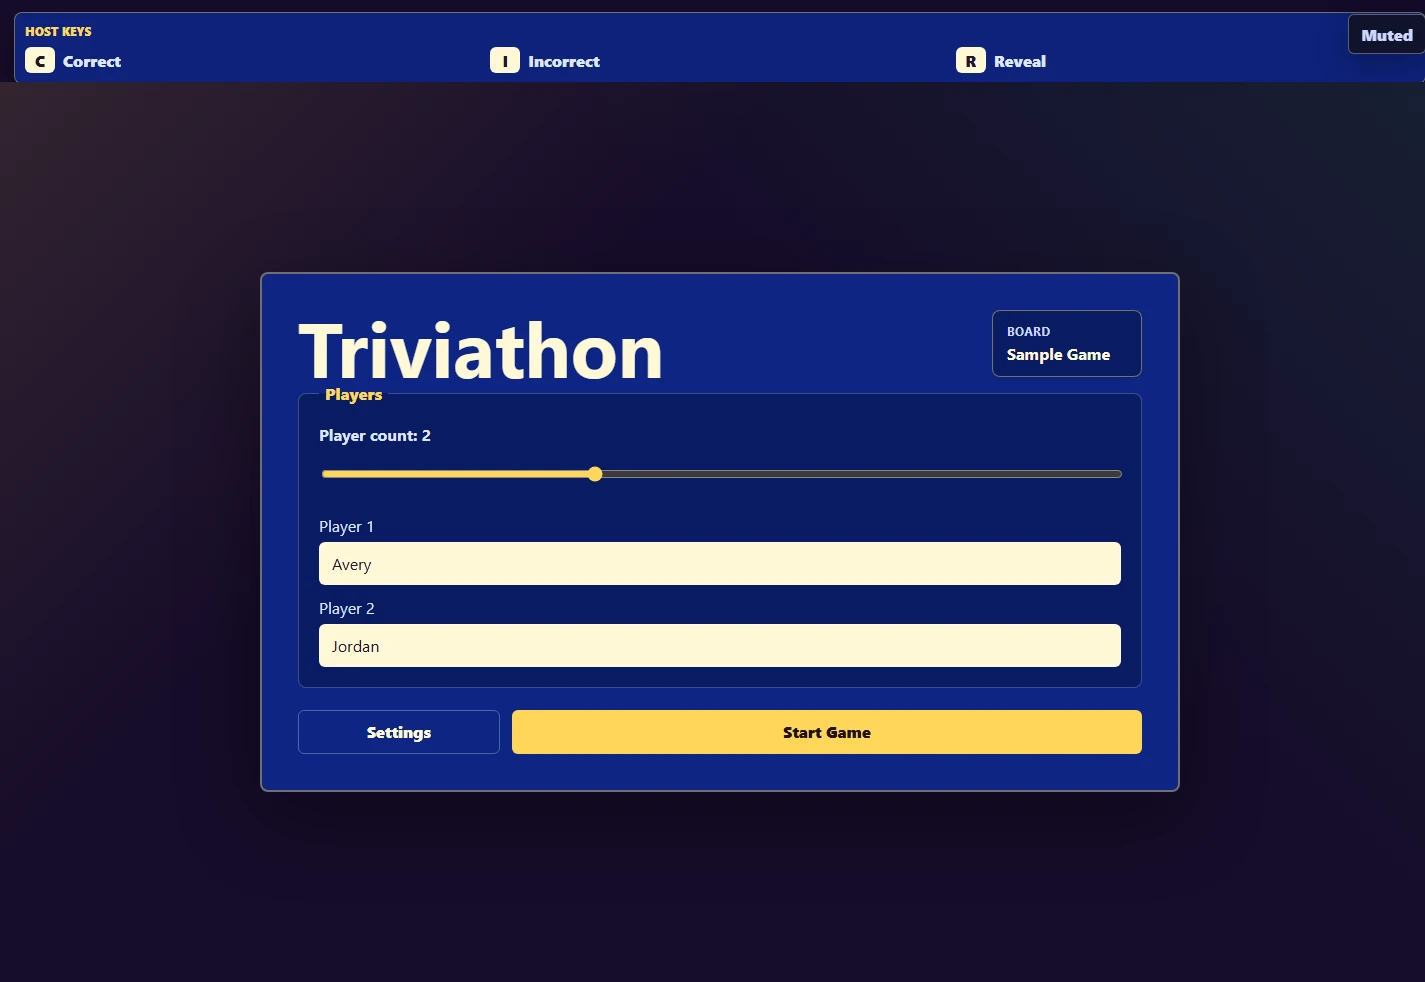 HOST KEYS
C Correct
I Incorrect
R Reveal
Muted
Triviathon
BOARD
Sample Game
Players
Player count: 2
Player 1
Avery
Player 2
Jordan
Settings
Start Game